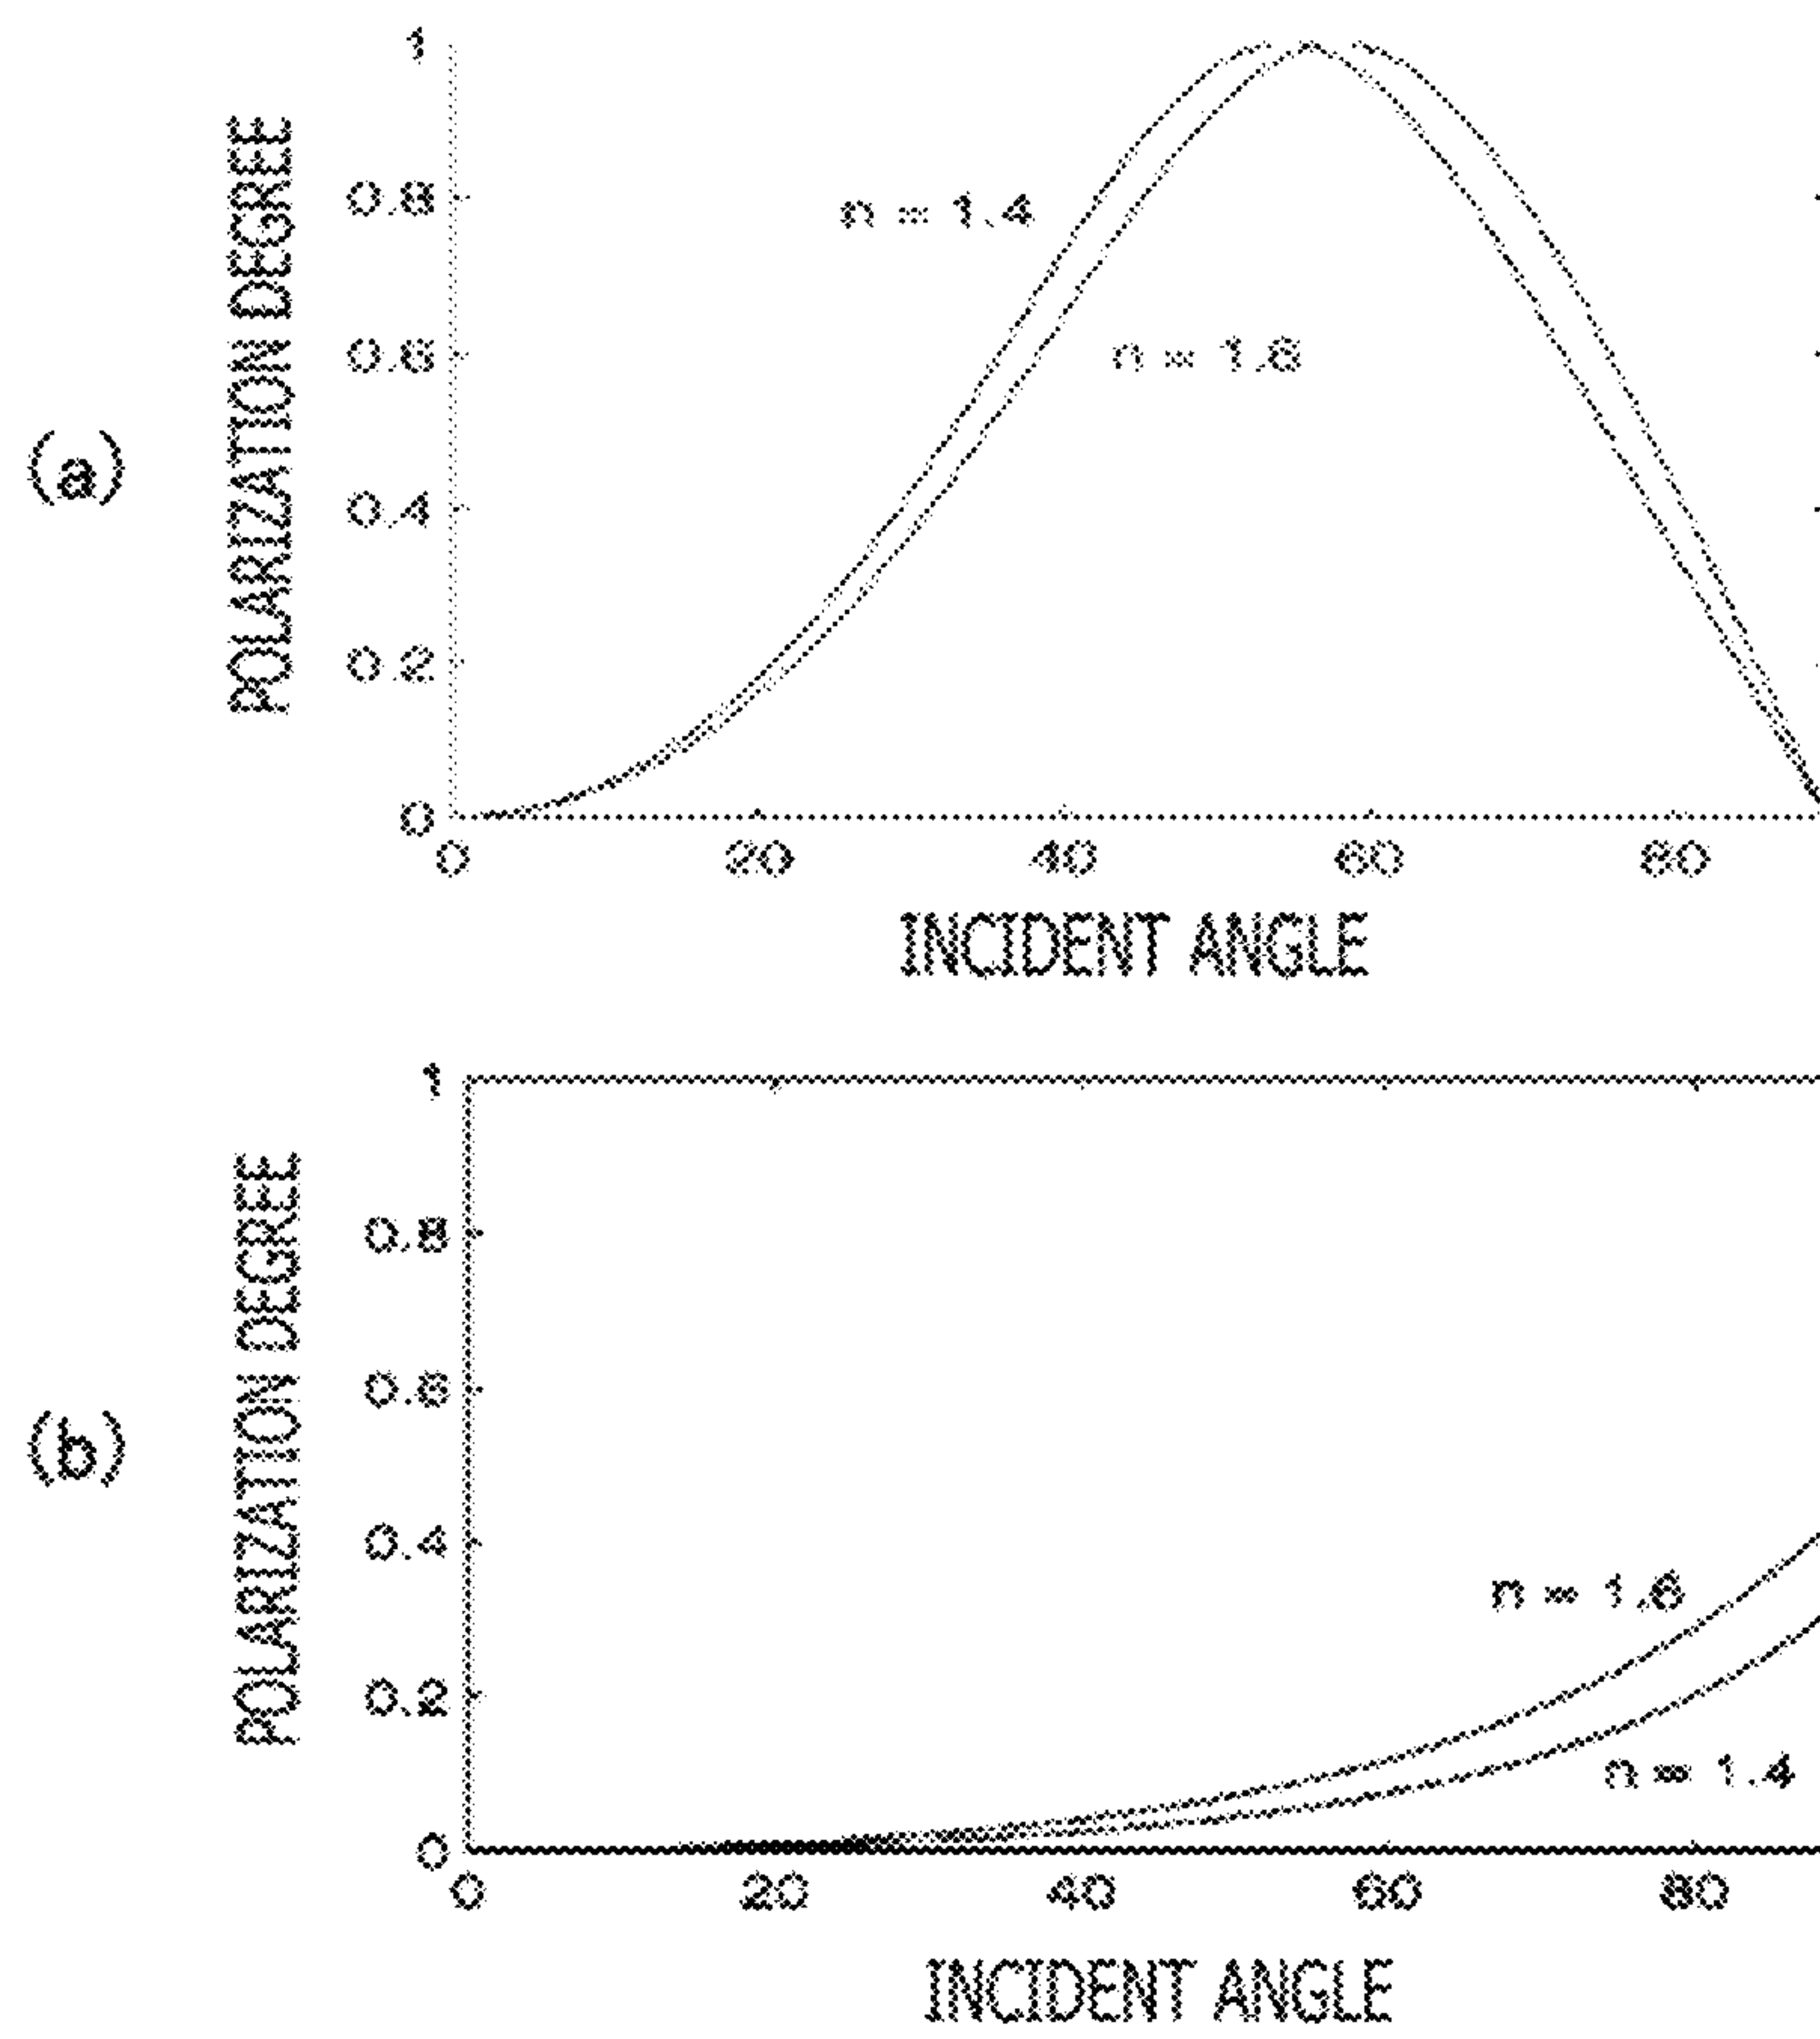 (a)
POLARIZATION DEGREE
1
0.8
0.6
0.4
0.2
0
n = 1.4
n = 1.6
0 20 40 60 80
INCIDENT ANGLE
(b)
POLARIZATION DEGREE
1
0.8
0.6
0.4
0.2
0
n = 1.6
n = 1.4
0 20 40 60 80
INCIDENT ANGLE